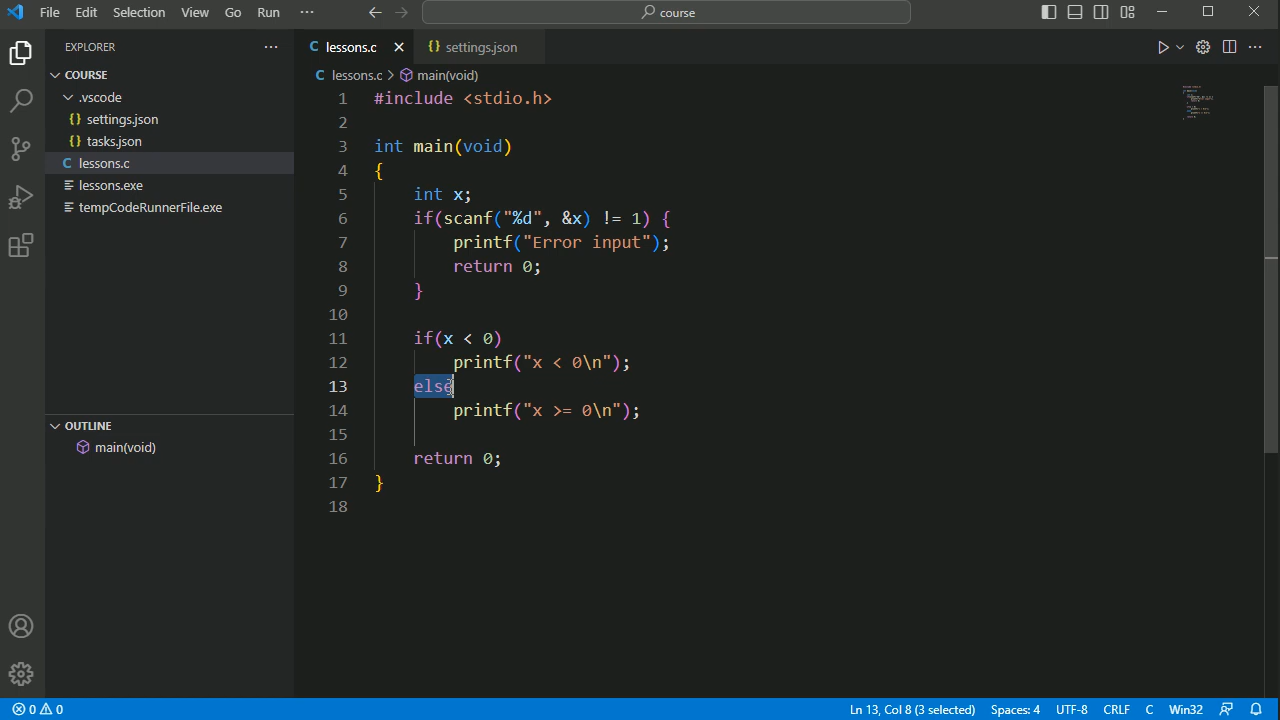 File Edit Selection View Go Run ··· course
EXPLORER ···
COURSE
.vscode
{} settings.json
{} tasks.json
C lessons.c
lessons.exe
tempCodeRunnerFile.exe
OUTLINE
main(void)
C lessons.c {} settings.json
C lessons.c > main(void)
1 #include <stdio.h>
2
3 int main(void)
4 {
5 int x;
6 if(scanf("%d", &x) != 1) {
7 printf("Error input");
8 return 0;
9 }
10
11 if(x < 0)
12 printf("x < 0\n");
13 else
14 printf("x >= 0\n");
15
16 return 0;
17 }
18
0 0 Ln 13, Col 8 (3 selected) Spaces: 4 UTF-8 CRLF C Win32